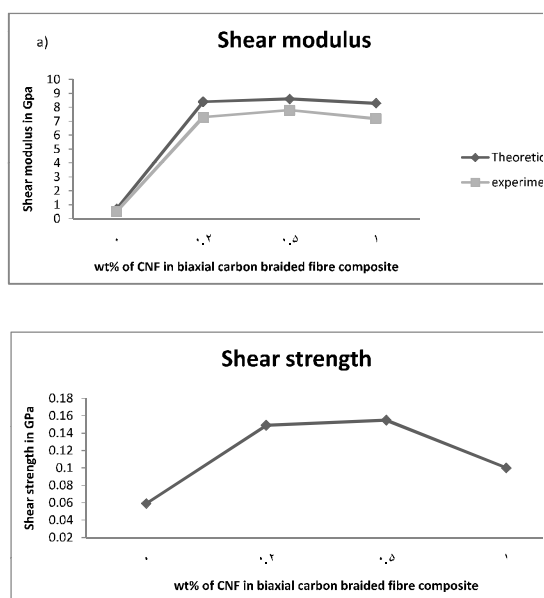 a)
Shear modulus
Shear modulus in Gpa
10
9
8
7
6
5
4
3
2
1
0
٠ ٠.٢ ٠.٥ ١
wt% of CNF in biaxial carbon braided fibre composite
Theoretic
experime
Shear strength
Shear strength in GPa
0.18
0.16
0.14
0.12
0.1
0.08
0.06
0.04
0.02
٠ ٠.٢ ٠.٥ ١
wt% of CNF in biaxial carbon braided fibre composite